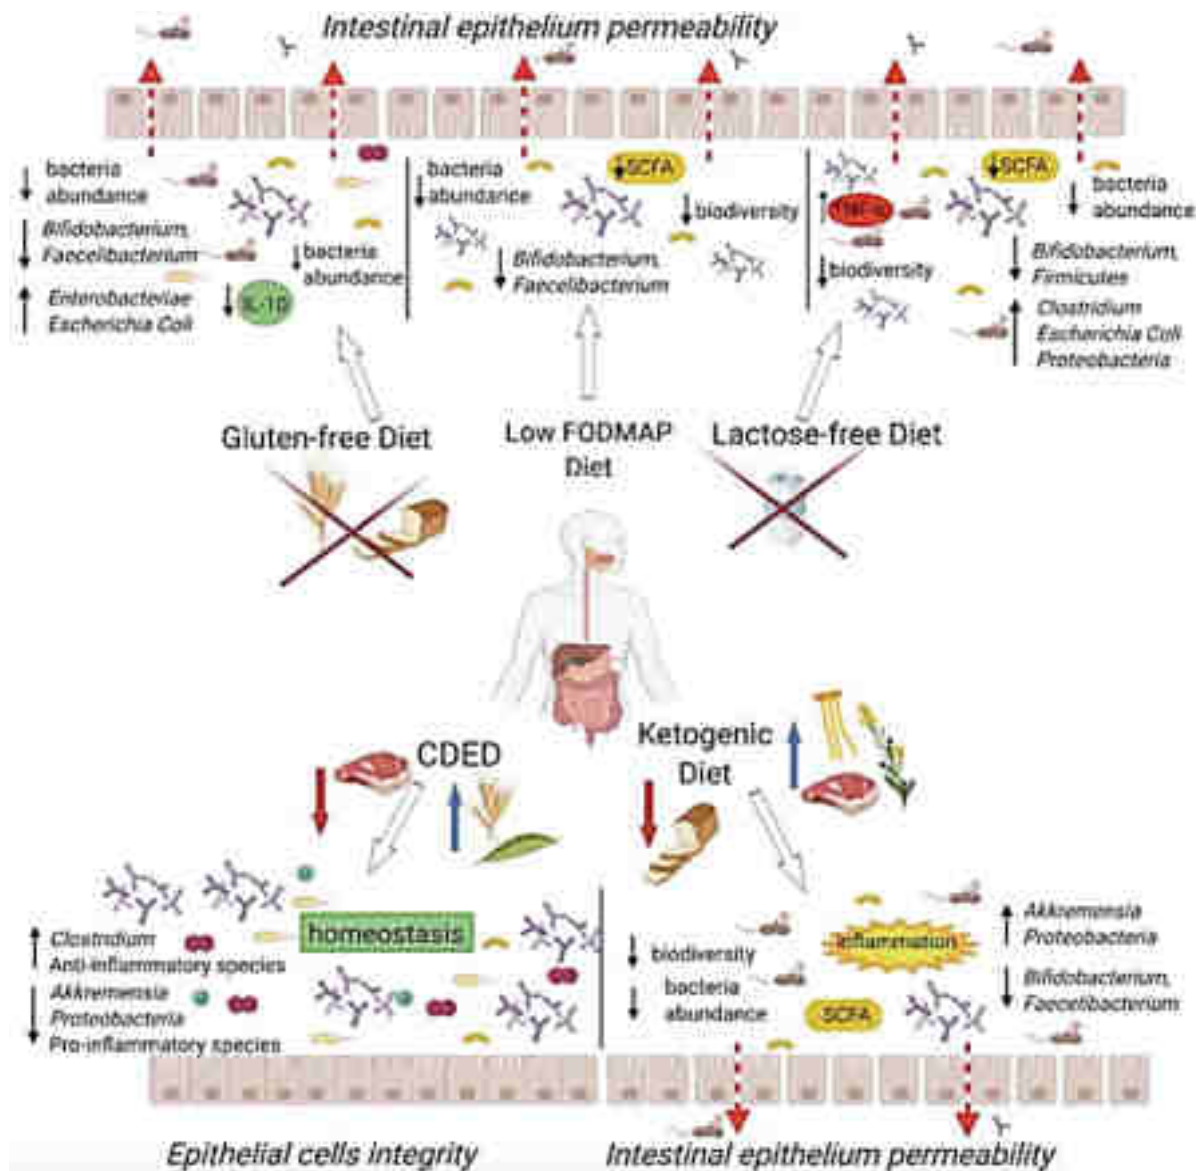 Intestinal epithelium permeability
bacteria
abundance
Bifidobacterium,
Faecelibacterium
Enterobacteriae
Escherichia Coli
bacteria
abundance
IL-10
bacteria
abundance
SCFA
biodiversity
Bifidobacterium,
Faecelibacterium
TNF-α
biodiversity
SCFA
bacteria
abundance
Bifidobacterium,
Firmicutes
Clostridium
Escherichia Coli
Proteobacteria
Gluten-free Diet
Low FODMAP
Diet
Lactose-free Diet
CDED
Ketogenic
Diet
homeostasis
Clostridium
Anti-inflammatory species
Akkremensia
Proteobacteria
Pro-inflammatory species
biodiversity
bacteria
abundance
inflammation
SCFA
Akkremensia
Proteobacteria
Bifidobacterium,
Faecelibacterium
Epithelial cells integrity
Intestinal epithelium permeability